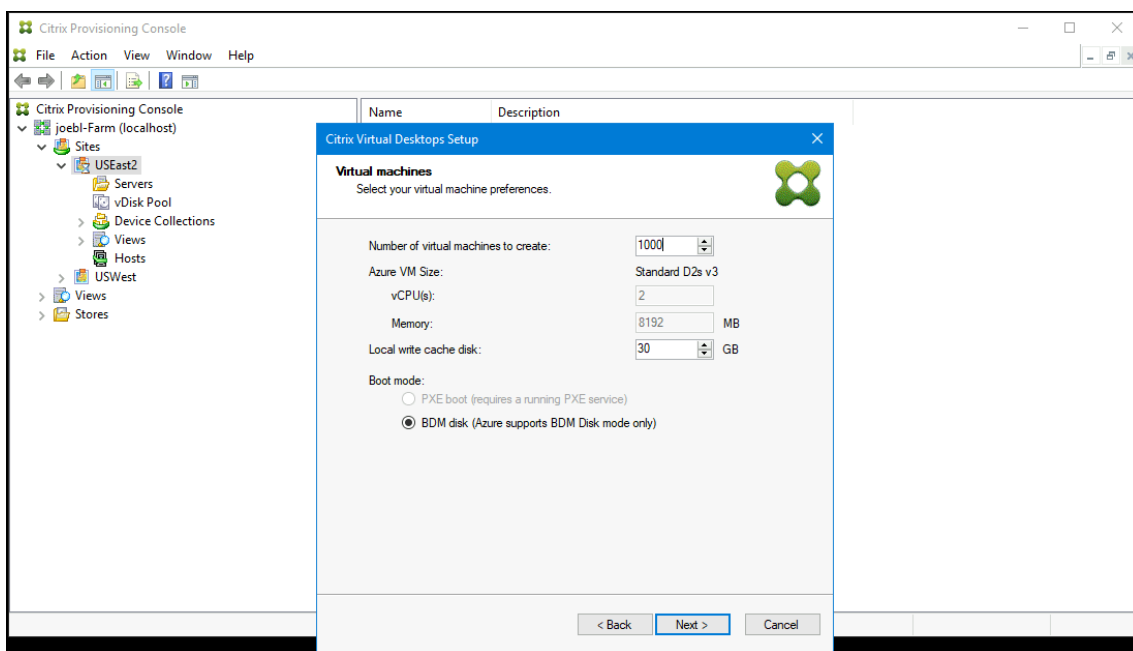 Citrix Provisioning Console
File Action View Window Help
Citrix Provisioning Console
joebl-Farm (localhost)
Sites
USEast2
Servers
vDisk Pool
Device Collections
Views
Hosts
USWest
Views
Stores
Name Description
Citrix Virtual Desktops Setup
Virtual machines
Select your virtual machine preferences.
Number of virtual machines to create: 1000
Azure VM Size: Standard D2s v3
vCPU(s): 2
Memory: 8192 MB
Local write cache disk: 30 GB
Boot mode:
PXE boot (requires a running PXE service)
BDM disk (Azure supports BDM Disk mode only)
< Back Next > Cancel